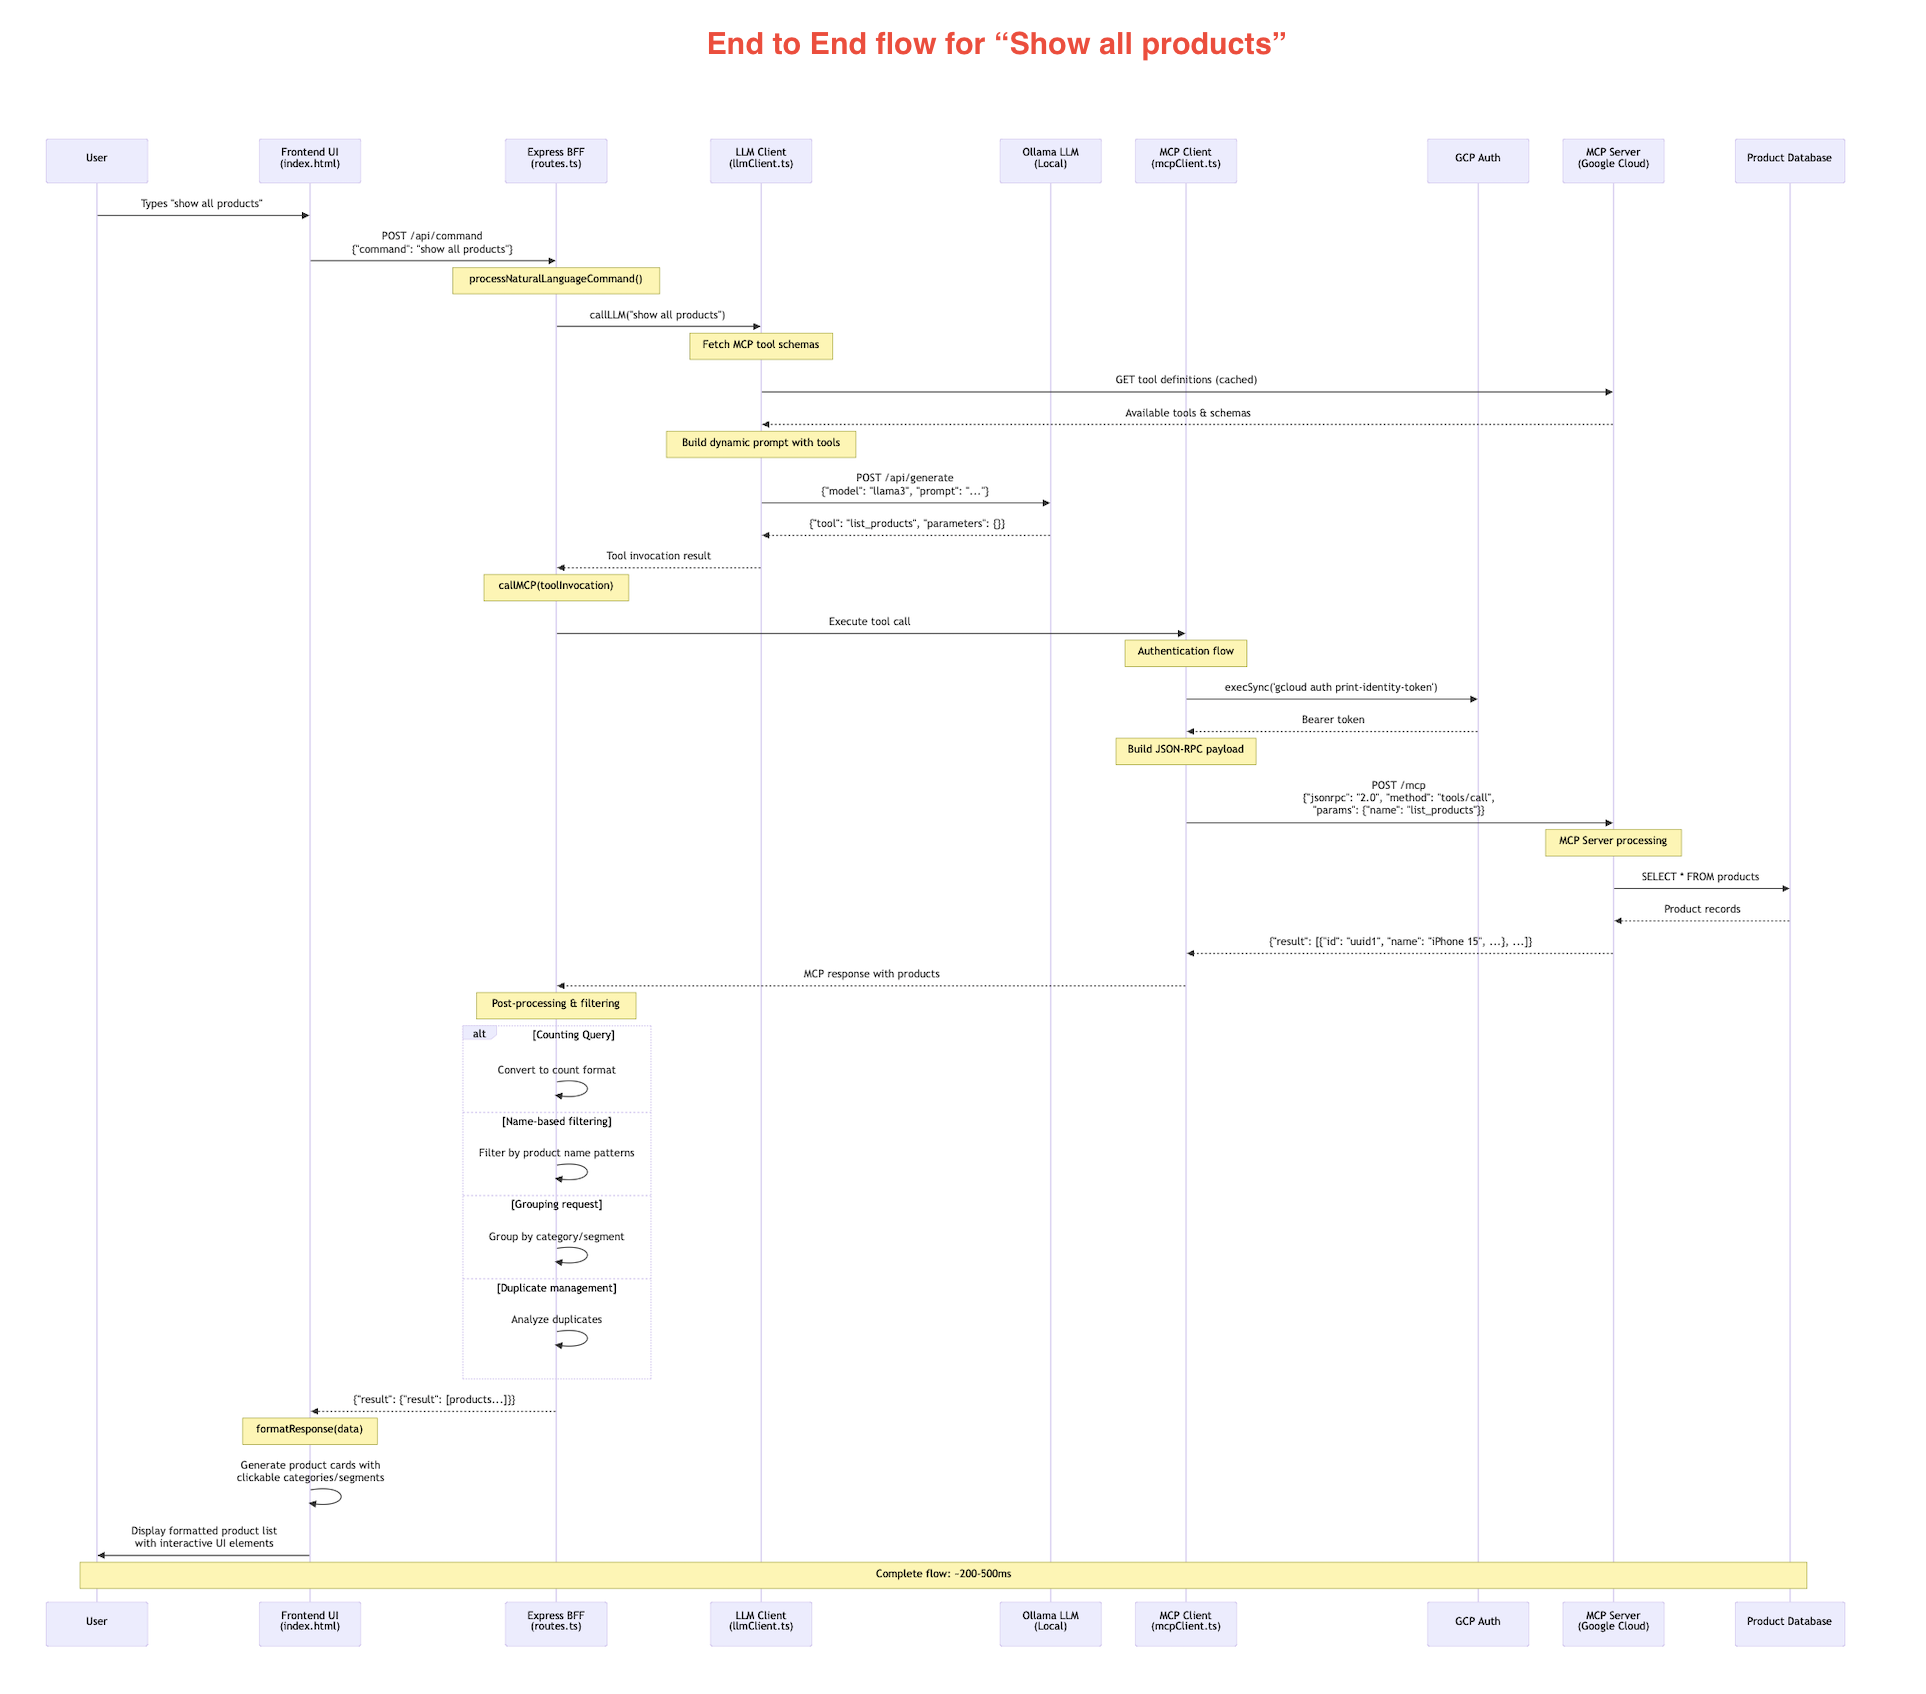 End to End flow for “Show all products”
User
Frontend UI
(index.html)
Express BFF
(routes.ts)
LLM Client
(llmClient.ts)
Ollama LLM
(Local)
MCP Client
(mcpClient.ts)
GCP Auth
MCP Server
(Google Cloud)
Product Database
Types "show all products"
POST /api/command
{"command": "show all products"}
processNaturalLanguageCommand()
callLLM("show all products")
Fetch MCP tool schemas
GET tool definitions (cached)
Available tools & schemas
Build dynamic prompt with tools
POST /api/generate
{"model": "llama3", "prompt": "..."}
{"tool": "list_products", "parameters": {}}
Tool invocation result
callMCP(toolInvocation)
Execute tool call
Authentication flow
execSync('gcloud auth print-identity-token')
Bearer token
Build JSON-RPC payload
POST /mcp
{"jsonrpc": "2.0", "method": "tools/call",
"params": {"name": "list_products"}}
MCP Server processing
SELECT * FROM products
Product records
{"result": [{"id": "uuid1", "name": "iPhone 15", ...}, ...]}
MCP response with products
Post-processing & filtering
alt
[Counting Query]
Convert to count format
[Name-based filtering]
Filter by product name patterns
[Grouping request]
Group by category/segment
[Duplicate management]
Analyze duplicates
{"result": {"result": [products...]}}
formatResponse(data)
Generate product cards with
clickable categories/segments
Display formatted product list
with interactive UI elements
Complete flow: ~200-500ms
User
Frontend UI
(index.html)
Express BFF
(routes.ts)
LLM Client
(llmClient.ts)
Ollama LLM
(Local)
MCP Client
(mcpClient.ts)
GCP Auth
MCP Server
(Google Cloud)
Product Database